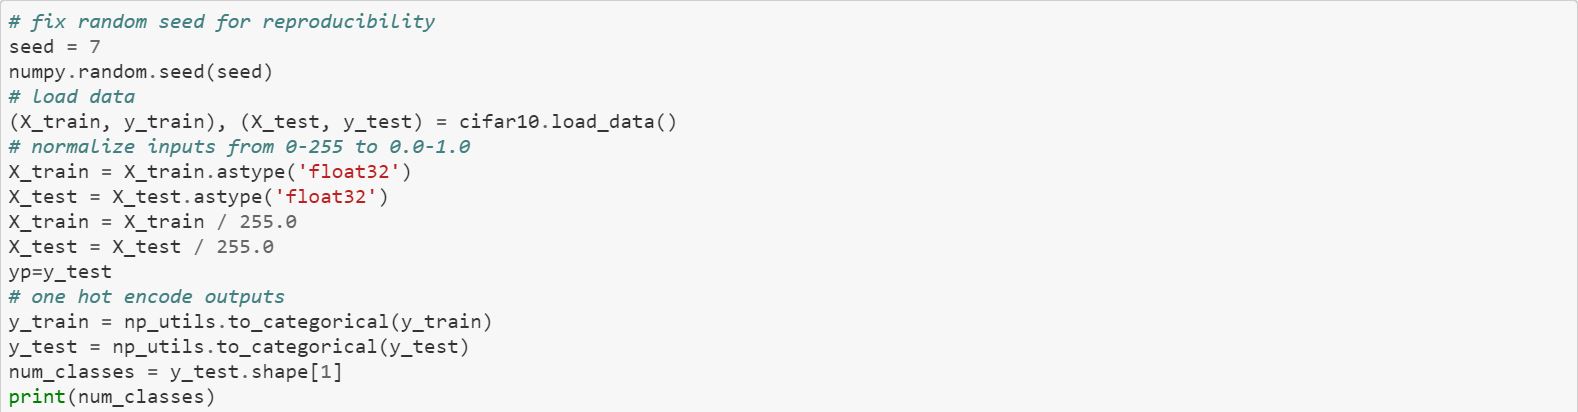 # fix random seed for reproducibility
seed = 7
numpy.random.seed(seed)
# load data
(X_train, y_train), (X_test, y_test) = cifar10.load_data()
# normalize inputs from 0-255 to 0.0-1.0
X_train = X_train.astype('float32')
X_test = X_test.astype('float32')
X_train = X_train / 255.0
X_test = X_test / 255.0
yp=y_test
# one hot encode outputs
y_train = np_utils.to_categorical(y_train)
y_test = np_utils.to_categorical(y_test)
num_classes = y_test.shape[1]
print(num_classes)